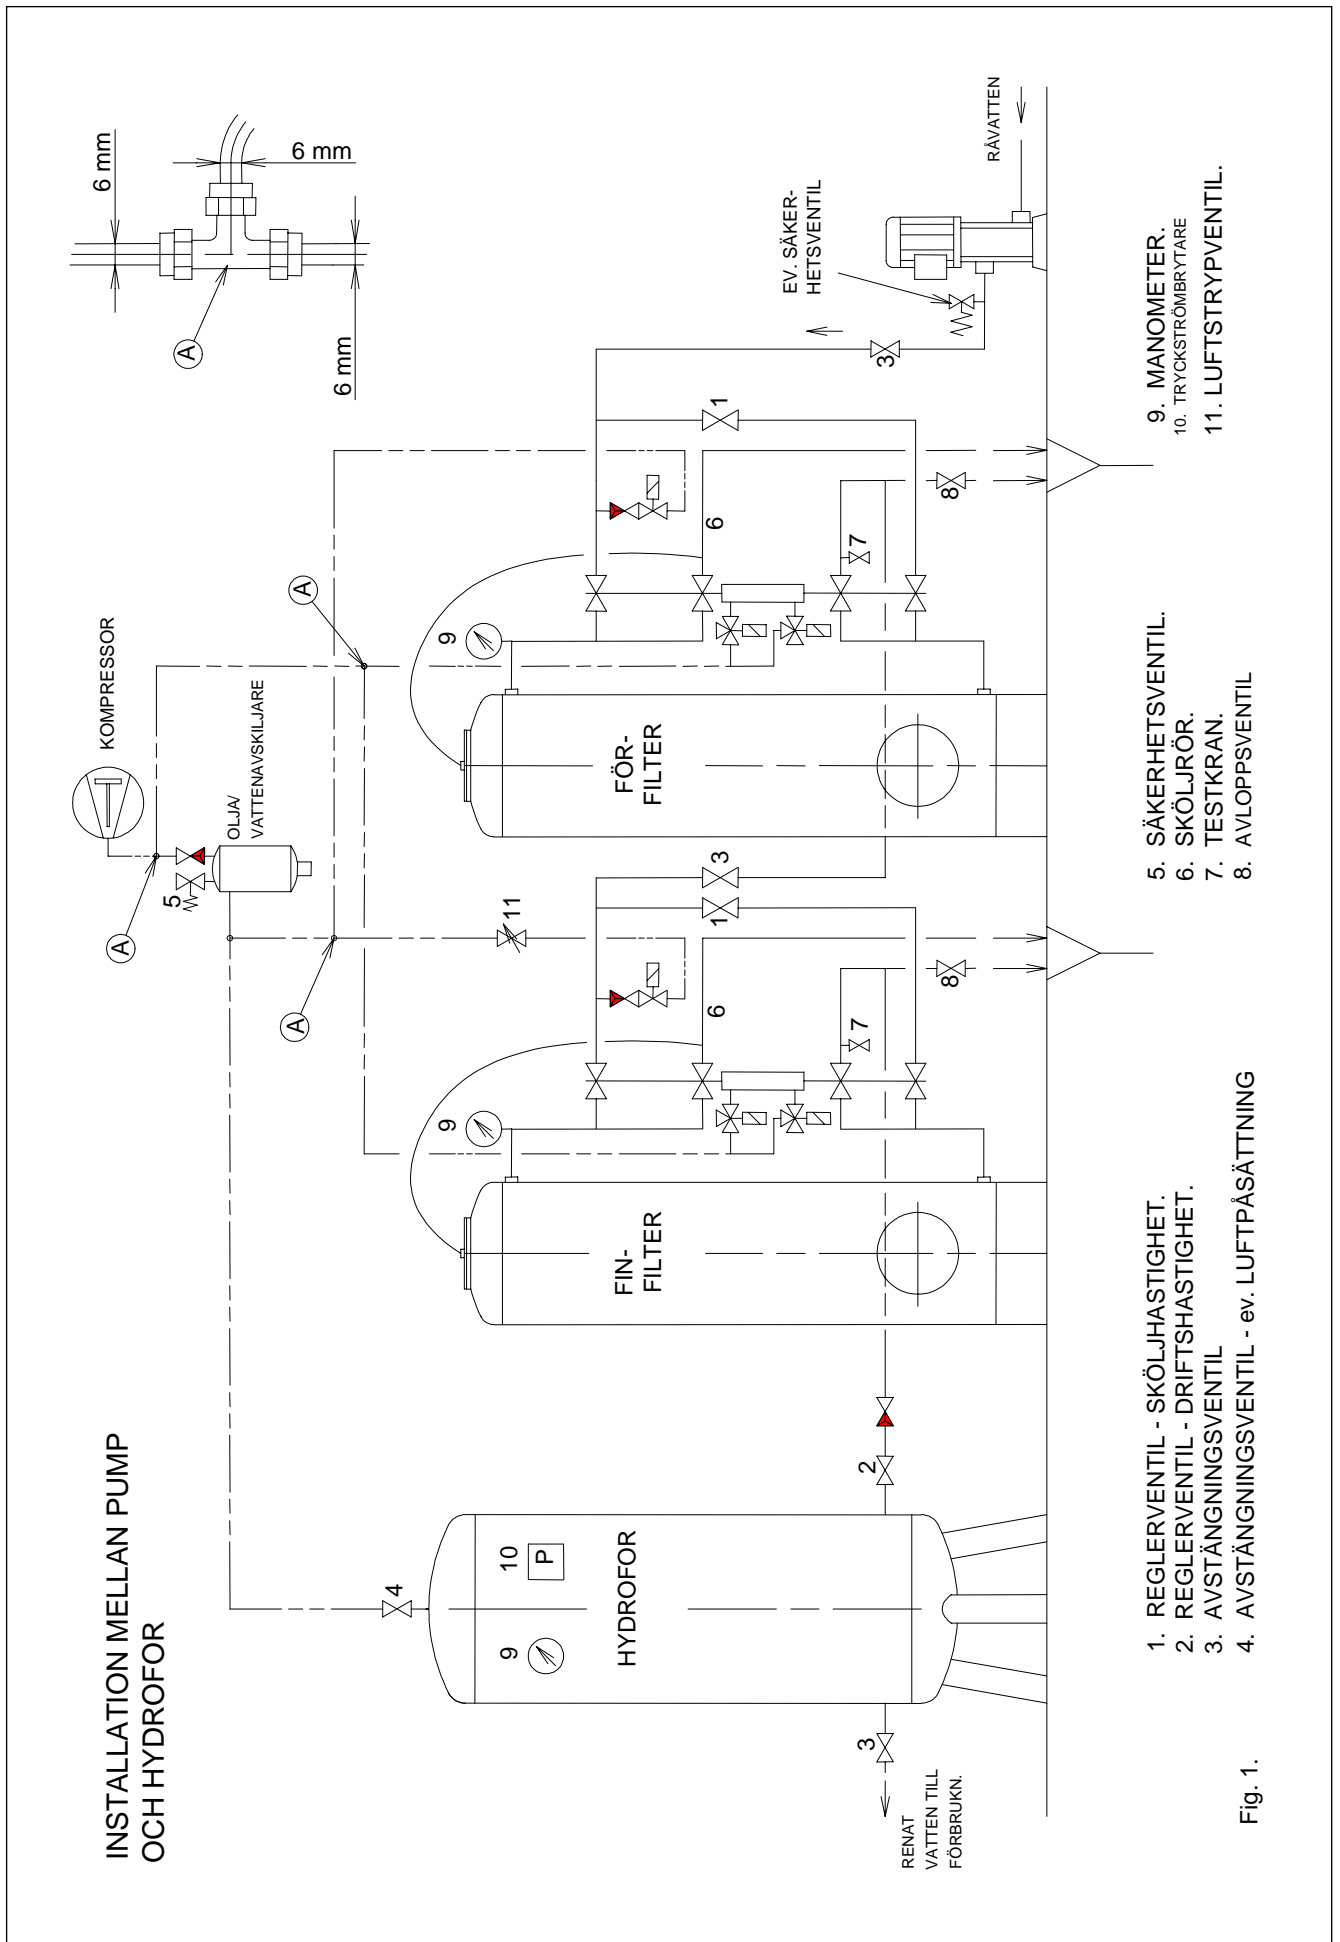 INSTALLATION MELLAN PUMP
OCH HYDROFOR
KOMPRESSOR
OLJA/
VATTENAVSKILJARE
5
A
A
A
A
6 mm
6 mm
6 mm
4
9
10
P
HYDROFOR
3
2
RENAT
VATTEN TILL
FÖRBRUKN.
FIN-
FILTER
9
6
7
8
11
1
3
FÖR-
FILTER
9
6
7
8
1
3
EV. SÄKER-
HETSVENTIL
RÅVATTEN
1. REGLERVENTIL - SKÖLJHASTIGHET.
2. REGLERVENTIL - DRIFTSHASTIGHET.
3. AVSTÄNGNINGSVENTIL
4. AVSTÄNGNINGSVENTIL - ev. LUFTPÅSÄTTNING
5. SÄKERHETSVENTIL.
6. SKÖLJRÖR.
7. TESTKRAN.
8. AVLOPPSVENTIL
9. MANOMETER.
10. TRYCKSTRÖMBRYTARE
11. LUFTSTRYPVENTIL.
Fig. 1.